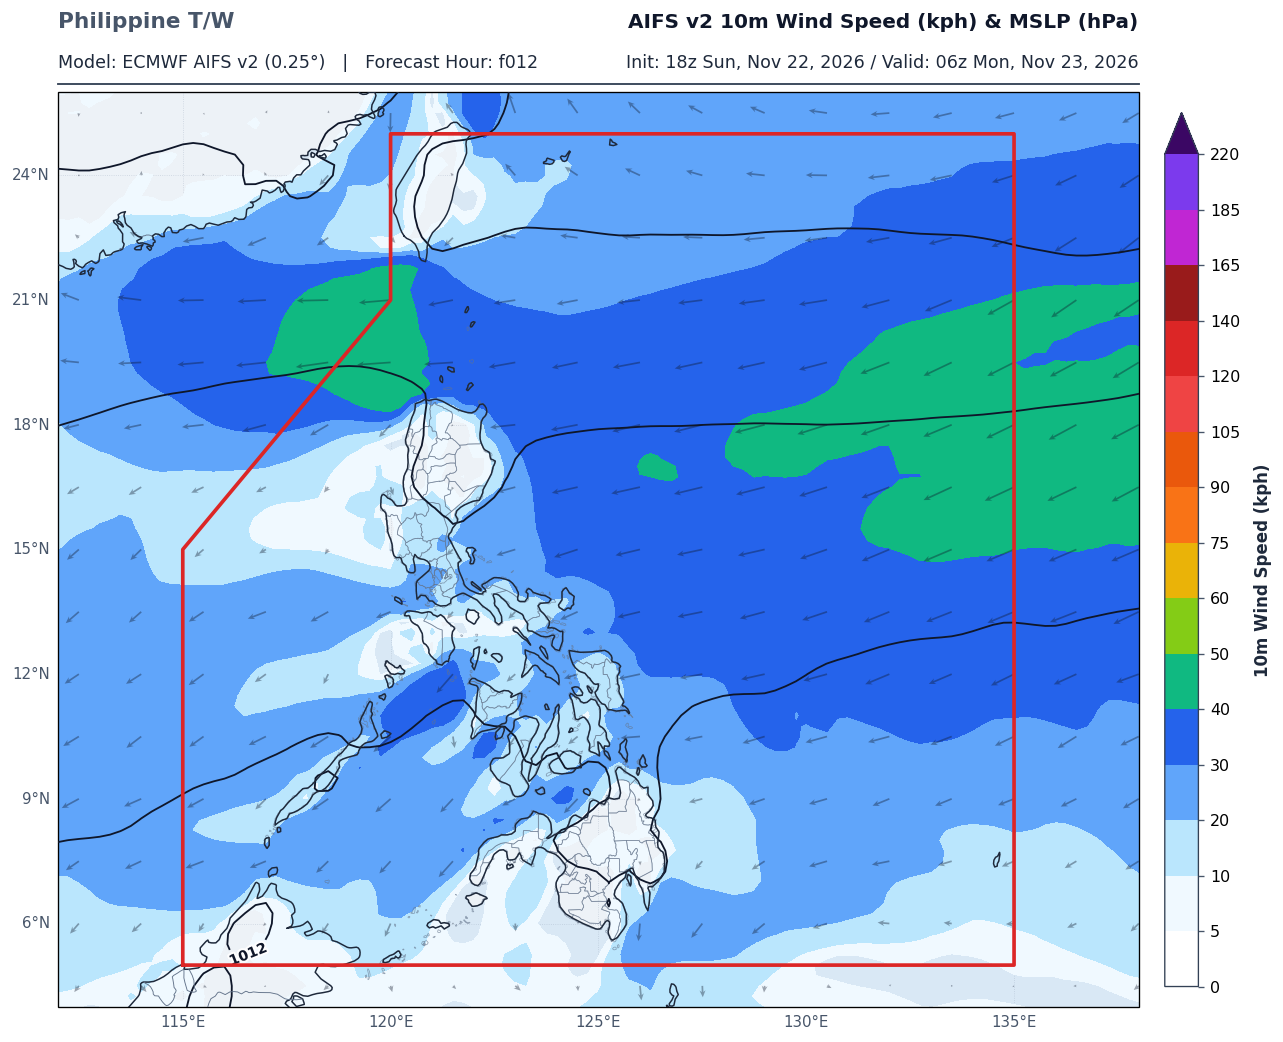 Philippine T/W
AIFS v2 10m Wind Speed (kph) & MSLP (hPa)
Model: ECMWF AIFS v2 (0.25°) | Forecast Hour: f012
Init: 18z Sun, Nov 22, 2026 / Valid: 06z Mon, Nov 23, 2026
24°N
21°N
18°N
15°N
12°N
9°N
6°N
1012
115°E
120°E
125°E
130°E
135°E
220
185
165
140
120
105
90
75
60
50
40
30
20
10
5
0
10m Wind Speed (kph)